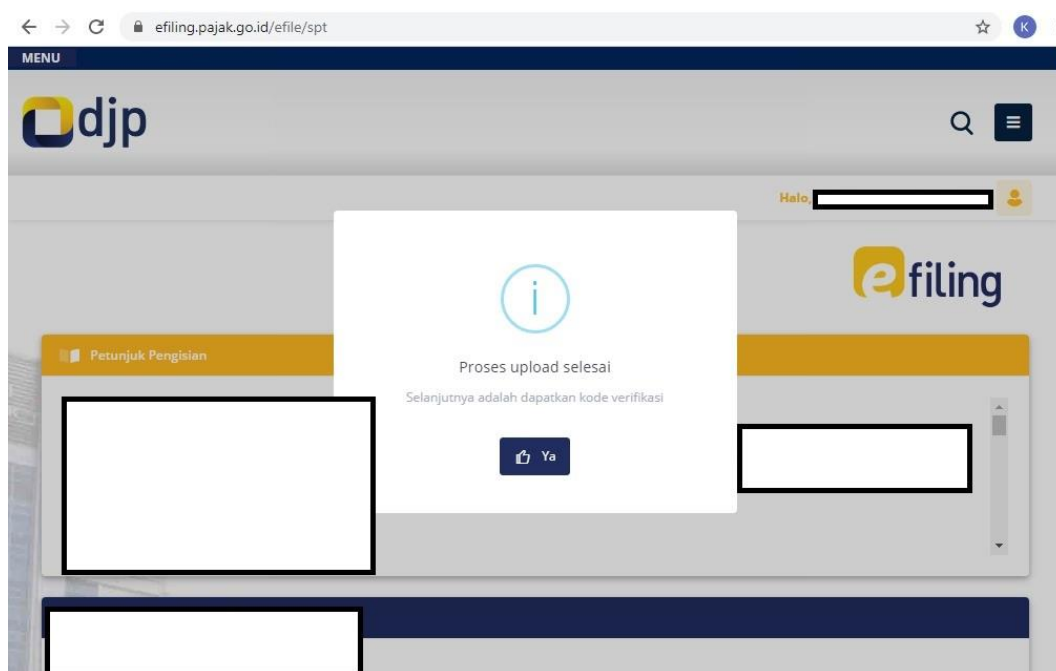 efiling.pajak.go.id/efile/spt
K
MENU
djp
Halo,
efiling
Petunjuk Pengisian
i
Proses upload selesai
Selanjutnya adalah dapatkan kode verifikasi
Ya